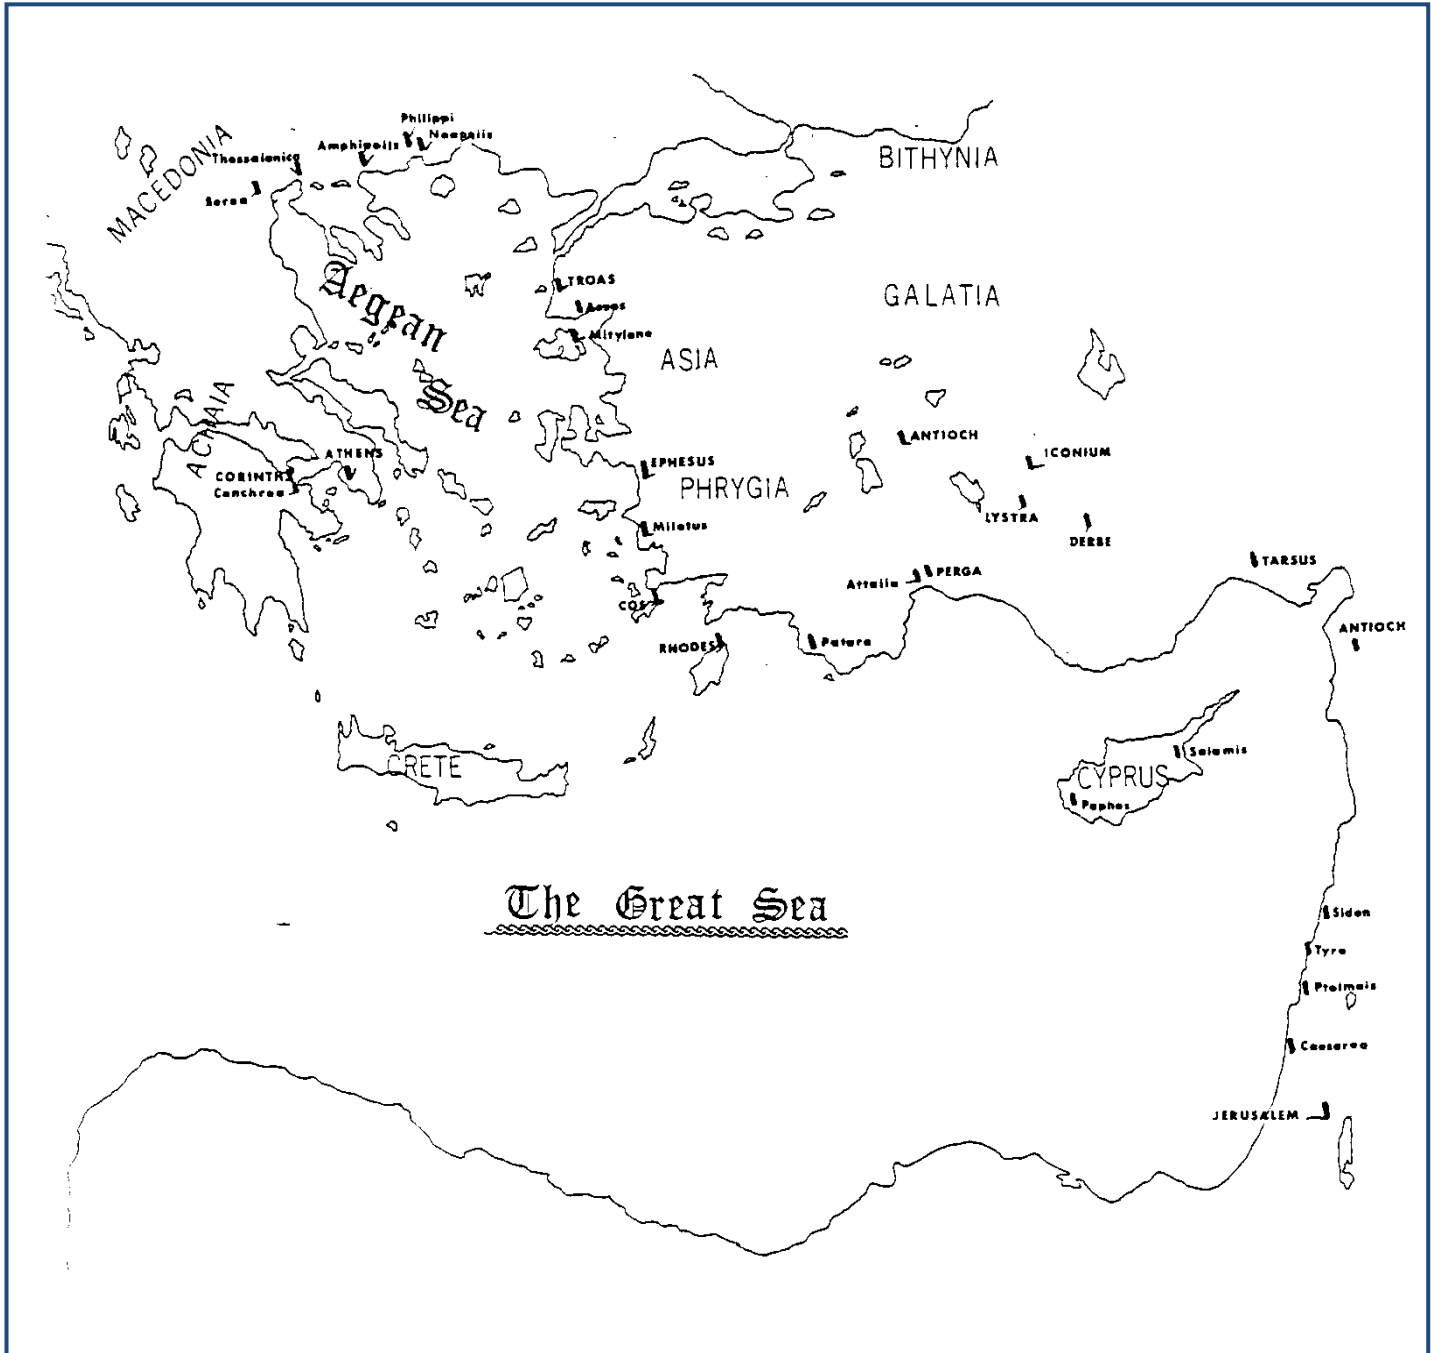 Philippi
Neapolis
Amphipolis
Thessalonica
MACEDONIA
Berea
BITHYNIA
Aegean
Sea
TROAS
Assos
Mitylene
GALATIA
ASIA
ACHAIA
ATHENS
CORINTH
Cenchrea
EPHESUS
PHRYGIA
Miletus
ANTIOCH
ICONIUM
LYSTRA
DERBE
TARSUS
Attalia
PERGA
COS
RHODES
Patara
ANTIOCH
CRETE
Salamis
CYPRUS
Paphos
The Great Sea
Sidon
Tyre
Ptolmais
Caesarea
JERUSALEM